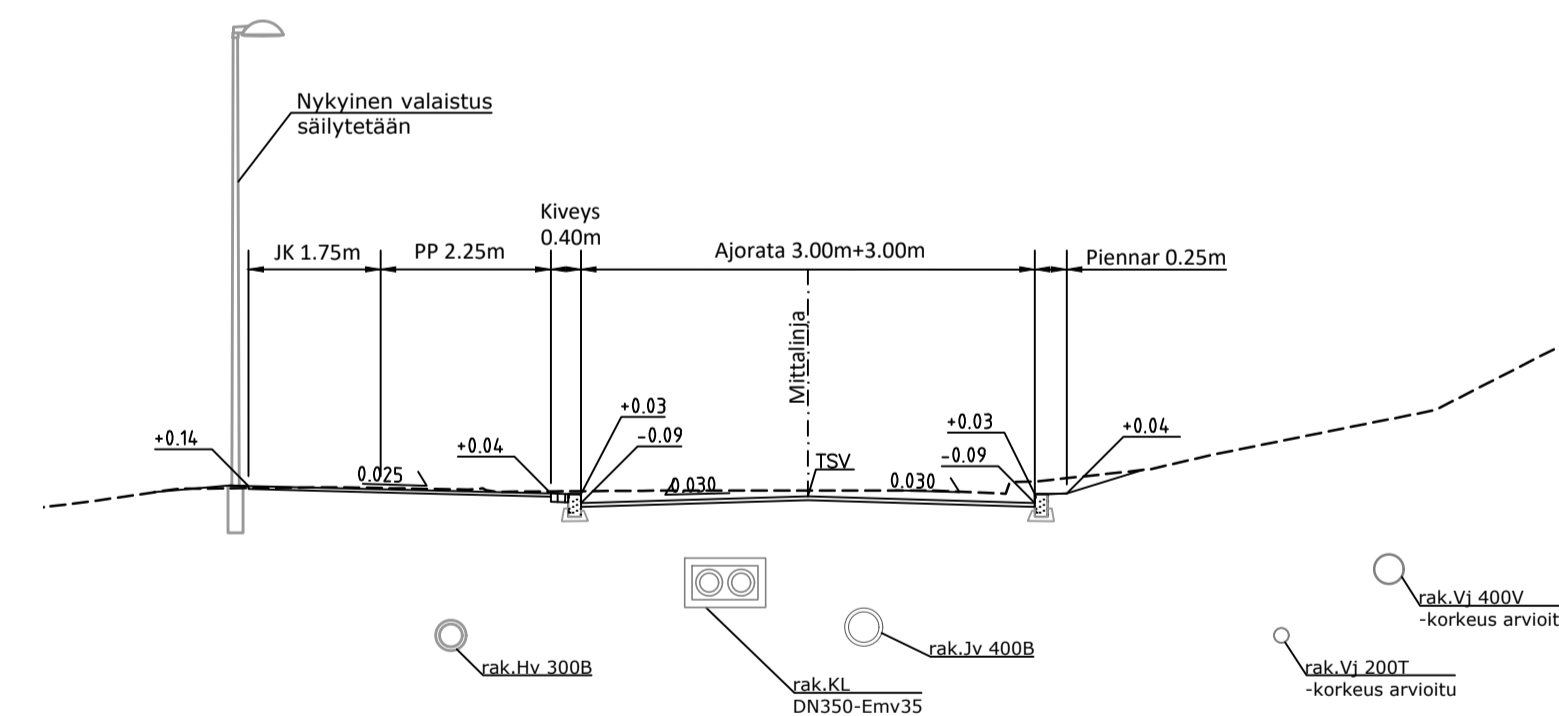 Nykyinen valaistus
säilytetään
Kiveys
0.40m
JK 1.75m
PP 2.25m
Ajorata 3.00m+3.00m
Piennar 0.25m
Mittalinja
+0.14
0.025
+0.04
+0.03
-0.09
0.030
TSV
0.030
+0.03
-0.09
+0.04
rak.Hv 300B
rak.KL
DN350-Emv35
rak.Jv 400B
rak.Vj 200T
-korkeus arvioitu
rak.Vj 400V
-korkeus arvioit